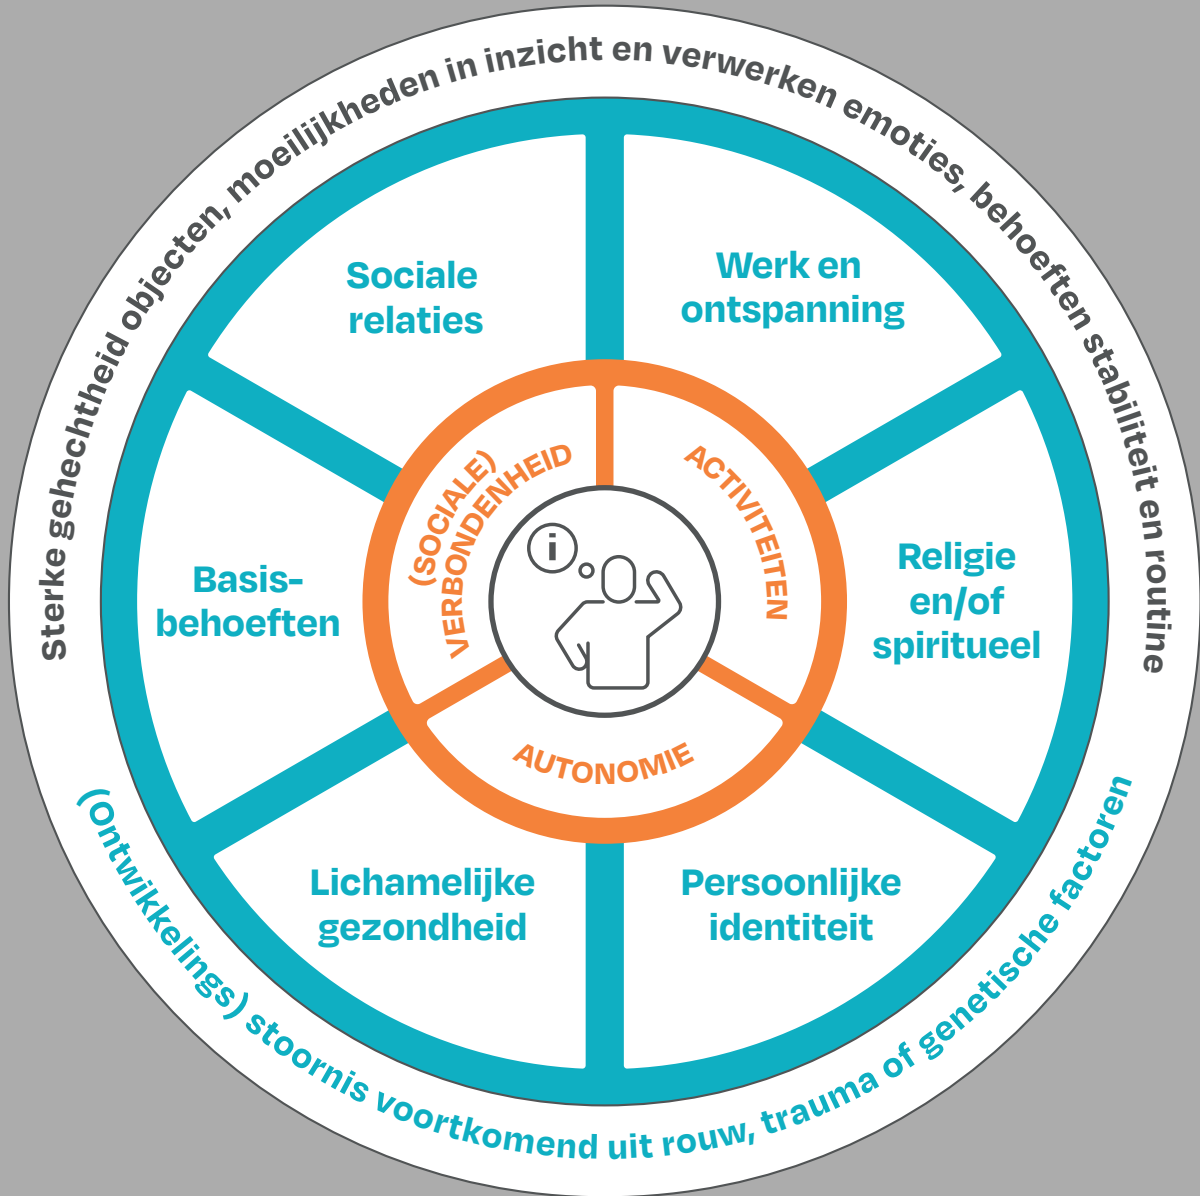 Sterke gehechtheid objecten, moeilijkheden in inzicht en verwerken emoties, behoeften stabiliteit en routine
Sociale
relaties
Werk en
ontspanning
(SOCIALE)
VERBONDENHEID
ACTIVITEITEN
i
Basis-
behoeften
Religie
en/of
spiritueel
AUTONOMIE
Lichamelijke
gezondheid
Persoonlijke
identiteit
(Ontwikkelings) stoornis voortkomend uit rouw, trauma of genetische factoren